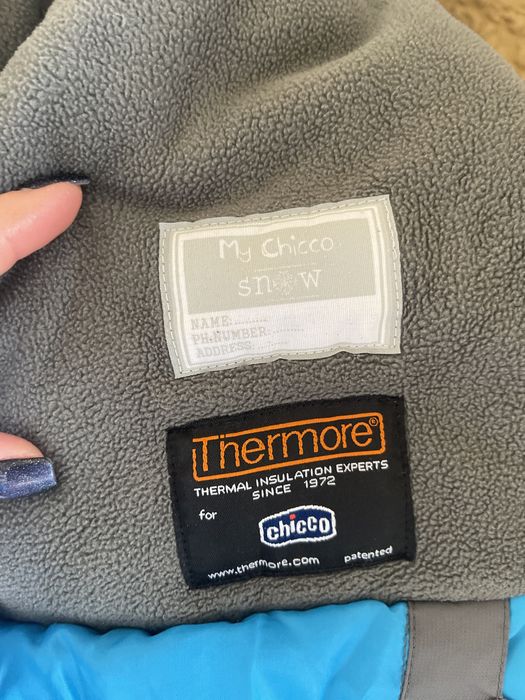 My Chicco
snow
NAME:..........
PH.NUMBER:..........
ADDRESS:..........
Thermore®
THERMAL INSULATION EXPERTS
SINCE 1972
for
chicco
www.thermore.com patented